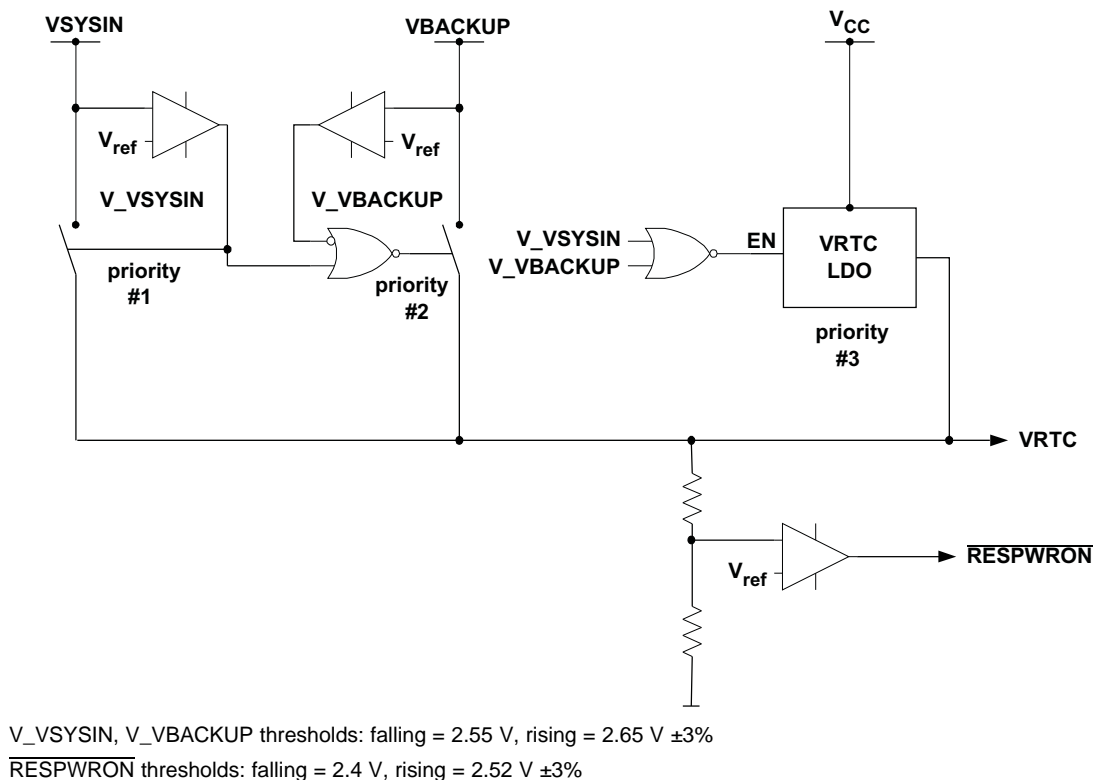 VSYSIN
VBACKUP
VCC
Vref
Vref
V_VSYSIN
V_VBACKUP
priority
#1
priority
#2
V_VSYSIN
V_VBACKUP
EN
VRTC
LDO
priority
#3
VRTC
Vref
RESPWRON
V_VSYSIN, V_VBACKUP thresholds: falling = 2.55 V, rising = 2.65 V ±3%
RESPWRON thresholds: falling = 2.4 V, rising = 2.52 V ±3%